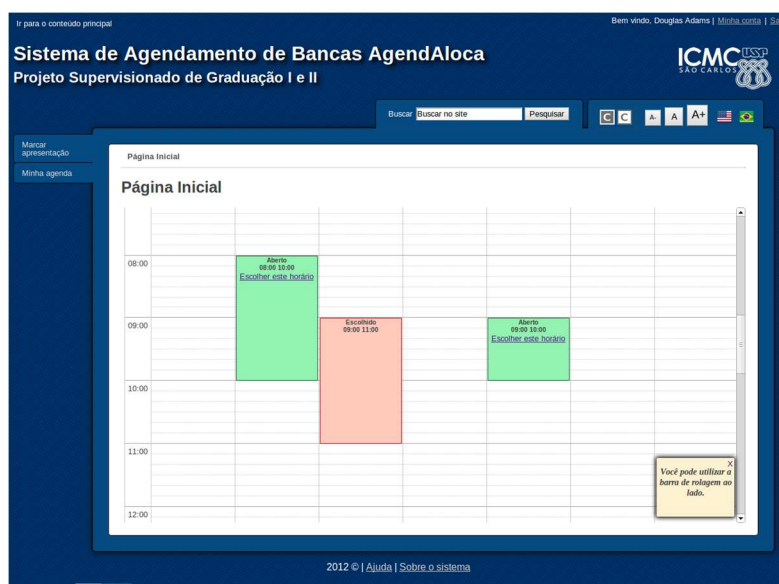 Ir para o conteúdo principal
Bem vindo, Douglas Adams | Minha conta | Sa
Sistema de Agendamento de Bancas AgendAloca
Projeto Supervisionado de Graduação I e II
ICMC USP
SÃO CARLOS
Buscar Buscar no site Pesquisar
C C A- A A+
Marcar
apresentação
Minha agenda
Página Inicial
Página Inicial
08:00
Aberto
08:00 10:00
Escolher este horário
09:00
Escolhido
09:00 11:00
Aberto
09:00 10:00
Escolher este horário
10:00
11:00
X
Você pode utilizar a
barra de rolagem ao
lado.
12:00
2012 © | Ajuda | Sobre o sistema